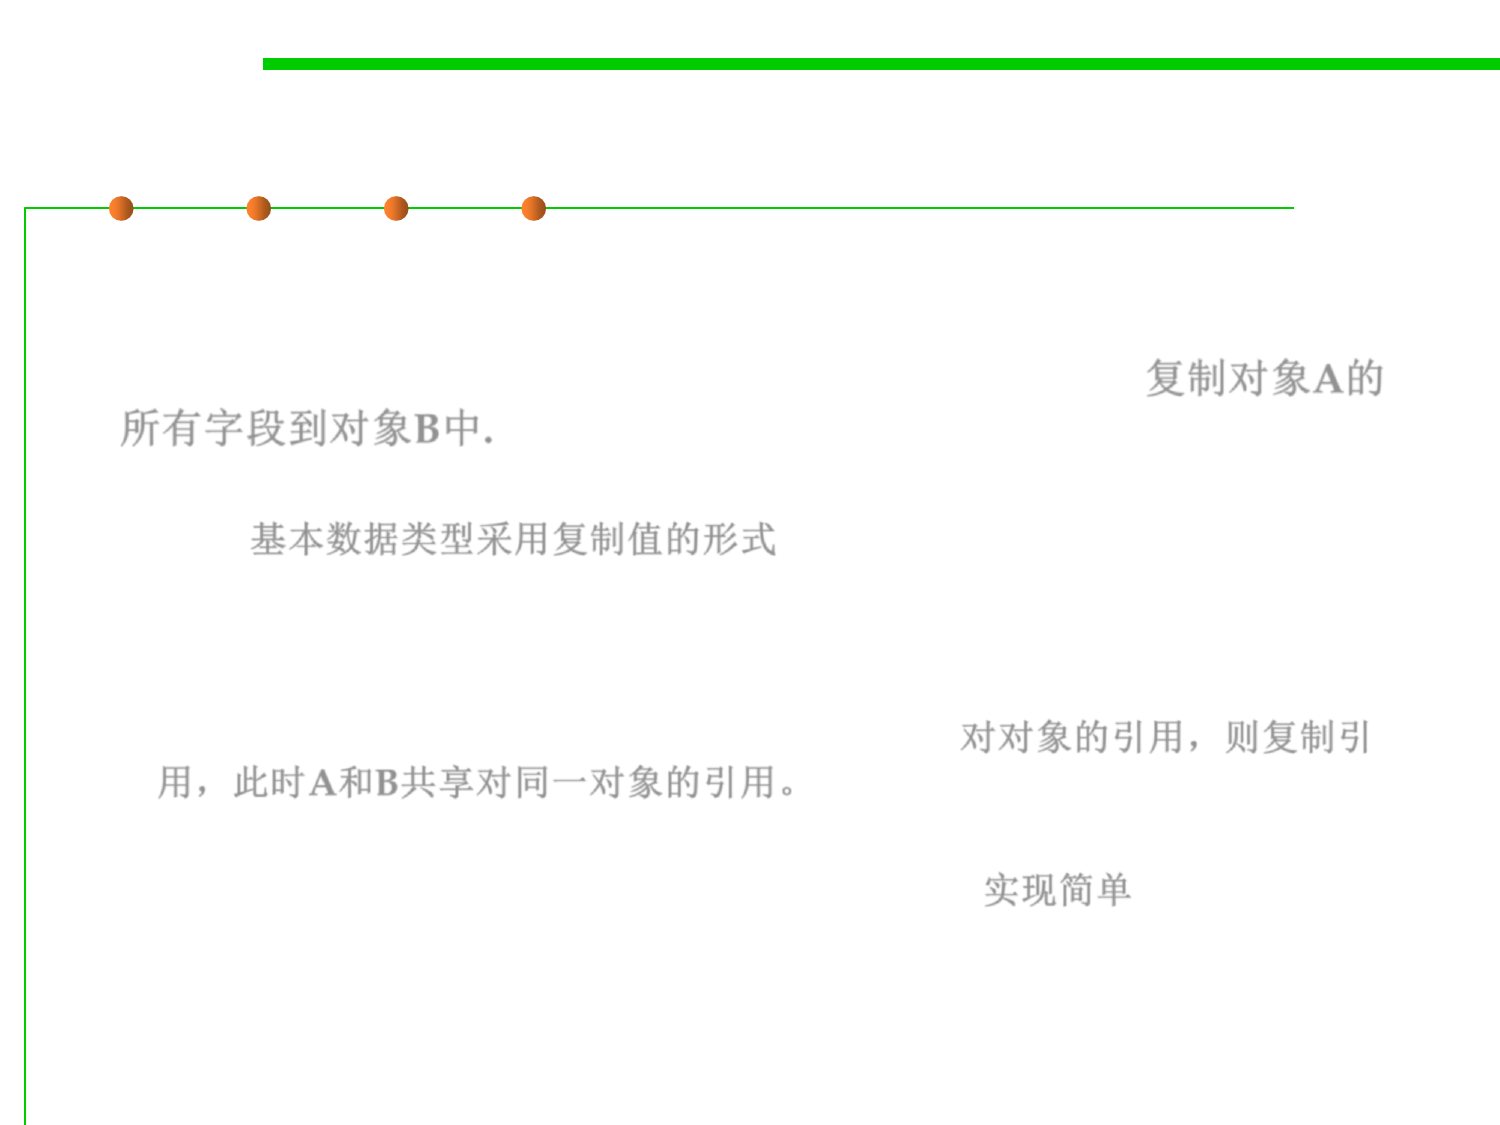 复制对象A的
所有字段到对象B中.
基本数据类型采用复制值的形式
对对象的引用，则复制引
用，此时A和B共享对同一对象的引用。
实现简单